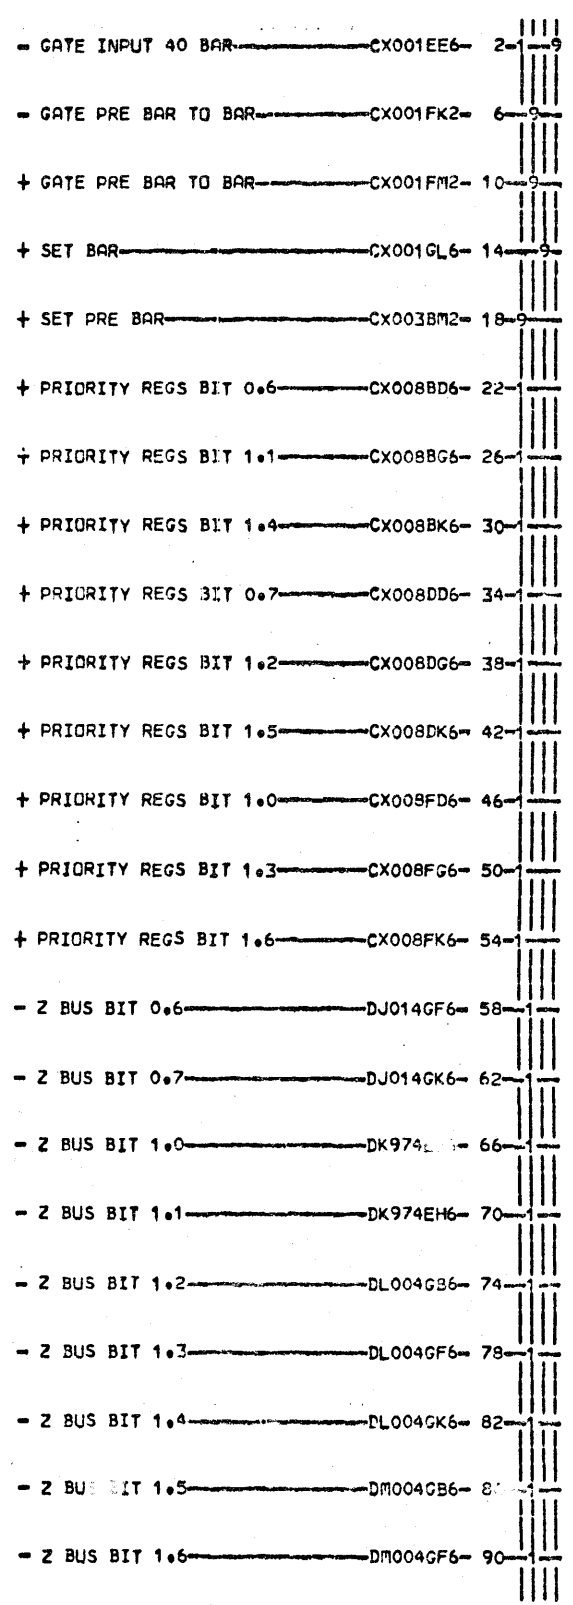 - GATE INPUT 40 BAR CX001EE6- 2-1 9
- GATE PRE BAR TO BAR CX001FK2- 6 9
+ GATE PRE BAR TO BAR CX001FM2- 10 9
+ SET BAR CX001GL6- 14 9
+ SET PRE BAR CX003BM2- 18-9
+ PRIORITY REGS BIT 0.6 CX008BD6- 22-1
+ PRIORITY REGS BIT 1.1 CX008BG6- 26-1
+ PRIORITY REGS BIT 1.4 CX008BK6- 30-1
+ PRIORITY REGS BIT 0.7 CX008DD6- 34-1
+ PRIORITY REGS BIT 1.2 CX008DG6- 38-1
+ PRIORITY REGS BIT 1.5 CX008DK6- 42-1
+ PRIORITY REGS BIT 1.0 CX008FD6- 46-1
+ PRIORITY REGS BIT 1.3 CX008FG6- 50-1
+ PRIORITY REGS BIT 1.6 CX008FK6- 54-1
- Z BUS BIT 0.6 DJ014GF6- 58 1
- Z BUS BIT 0.7 DJ014GK6- 62 1
- Z BUS BIT 1.0 66 1
- Z BUS BIT 1.1 DK974EH6- 70 1
- Z BUS BIT 1.2 DL004GB6- 74 1
- Z BUS BIT 1.3 DL004GF6- 78 1
- Z BUS BIT 1.4 DL004GK6- 82 1
- Z BUS BIT 1.5 DM004GB6- 1
- Z BUS BIT 1.6 DM004GF6- 90 1